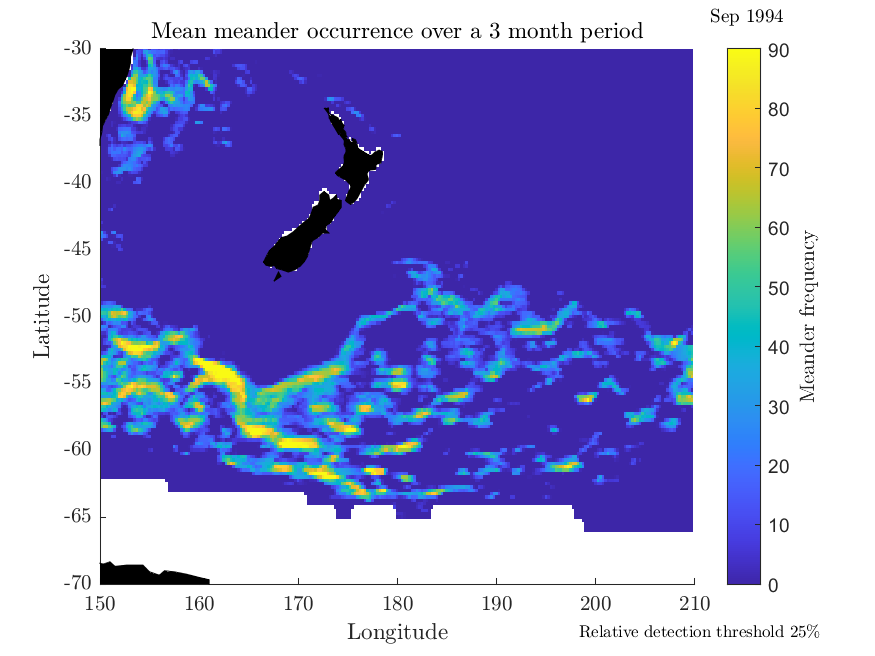 Sep 1994
Mean meander occurrence over a 3 month period
-30
-35
-40
-45
-50
-55
-60
-65
-70
Latitude
150 160 170 180 190 200 210
Longitude
90
80
70
60
50
40
30
20
10
0
Meander frequency
Relative detection threshold 25%